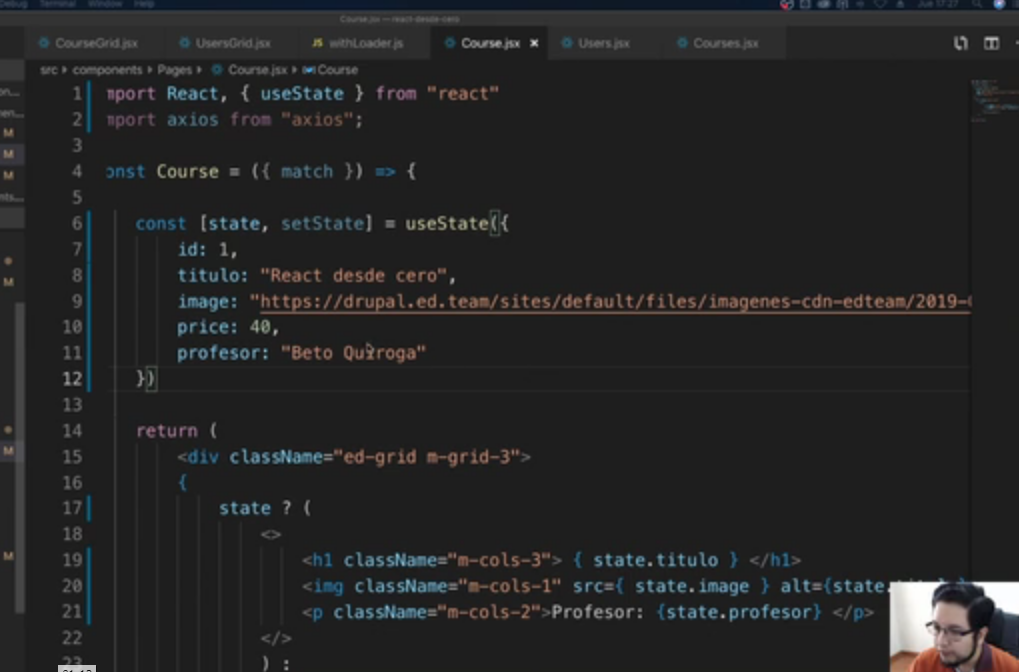 Debug Terminal Window Help Jue 17:27
Course.jsx — react-desde-cero
CourseGrid.jsx UsersGrid.jsx JS withLoader.js Course.jsx × Users.jsx Courses.jsx
src components Pages Course.jsx Course
1 mport React, { useState } from "react"
2 mport axios from "axios";
3
4 onst Course = ({ match }) => {
5
6 const [state, setState] = useState({
7 id: 1,
8 titulo: "React desde cero",
9 image: "https://drupal.ed.team/sites/default/files/imagenes-cdn-edteam/2019-
10 price: 40,
11 profesor: "Beto Quiroga"
12 })
13
14 return (
15 <div className="ed-grid m-grid-3">
16 {
17 state ? (
18 <>
19 <h1 className="m-cols-3"> { state.titulo } </h1>
20 <img className="m-cols-1" src={ state.image } alt={state.
21 <p className="m-cols-2">Profesor: {state.profesor} </p>
22 </>
23 ) :